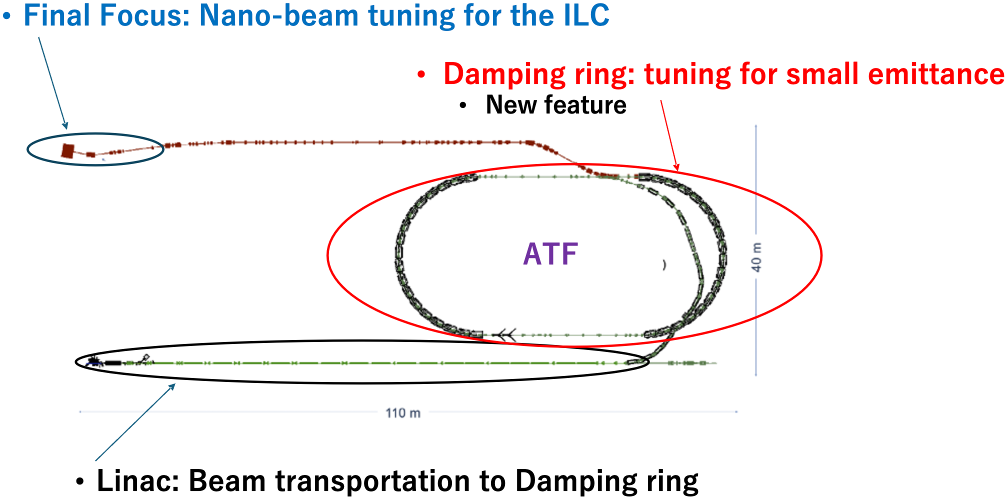 • Final Focus: Nano-beam tuning for the ILC
• Damping ring: tuning for small emittance
• New feature
ATF
40 m
110 m
• Linac: Beam transportation to Damping ring